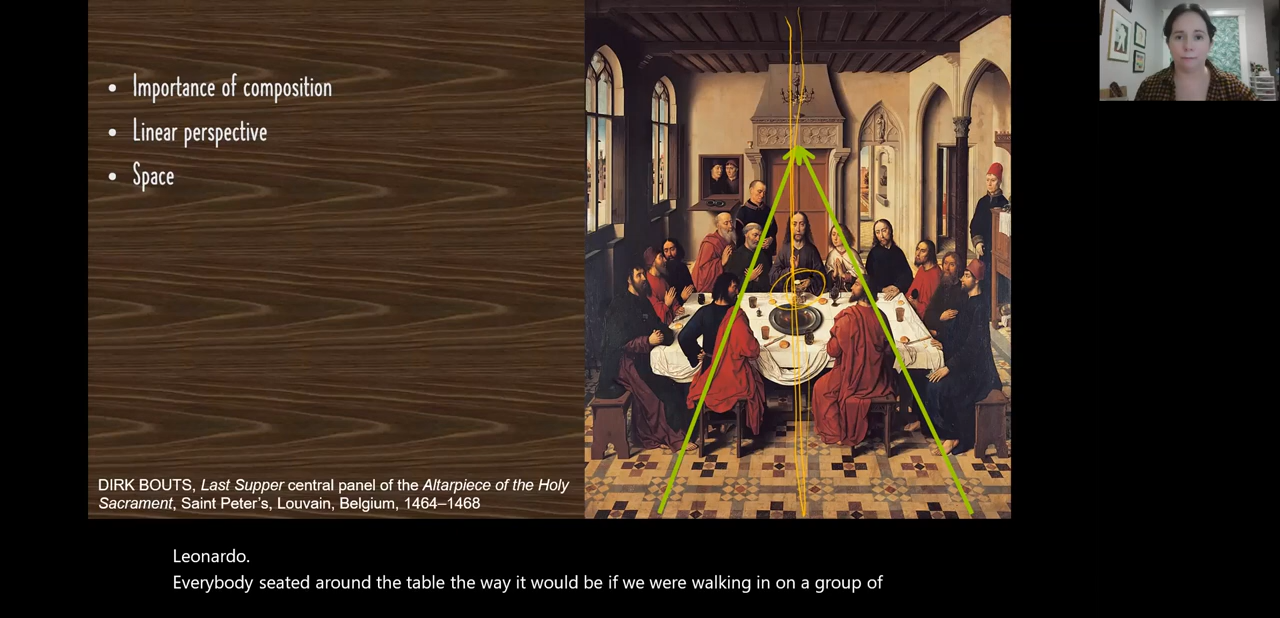 • Importance of composition
• Linear perspective
• Space
DIRK BOUTS, Last Supper central panel of the Altarpiece of the Holy
Sacrament, Saint Peter’s, Louvain, Belgium, 1464–1468
Leonardo.
Everybody seated around the table the way it would be if we were walking in on a group of